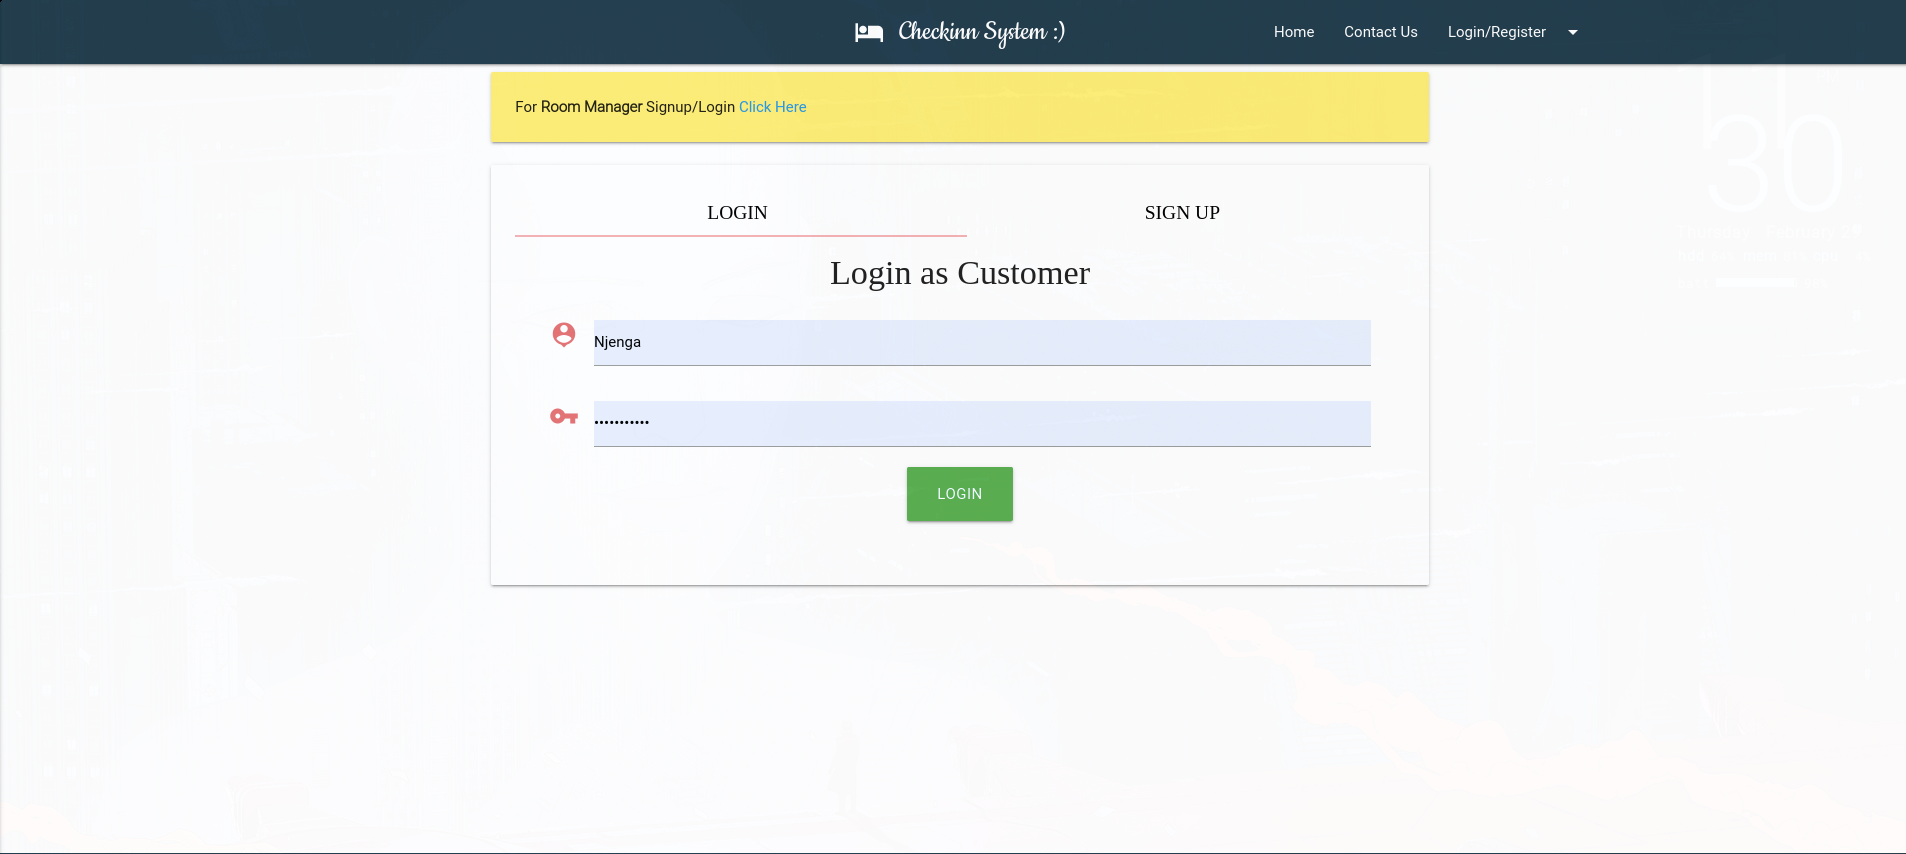 Checkinn System :)
Home Contact Us Login/Register
For Room Manager Signup/Login Click Here
LOGIN SIGN UP
Login as Customer
Njenga
•••••••••••
LOGIN
30